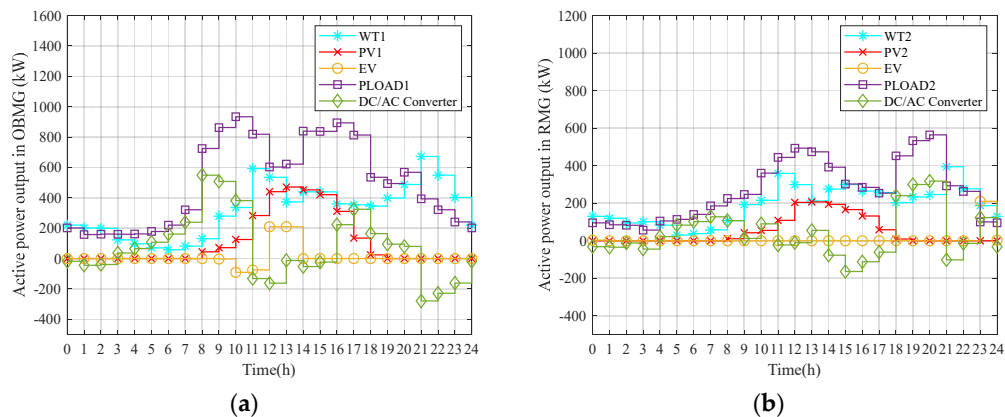 Active power output in OBMG (kW)
1600
1400
1200
1000
800
600
400
200
0
-200
-400
WT1
PV1
EV
PLOAD1
DC/AC Converter
0 1 2 3 4 5 6 7 8 9 10 11 12 13 14 15 16 17 18 19 20 21 22 23 24
Time(h)
(a)
Active power output in RMG (kW)
1200
1000
800
600
400
200
0
-200
-400
WT2
PV2
EV
PLOAD2
DC/AC Converter
0 1 2 3 4 5 6 7 8 9 10 11 12 13 14 15 16 17 18 19 20 21 22 23 24
Time(h)
(b)